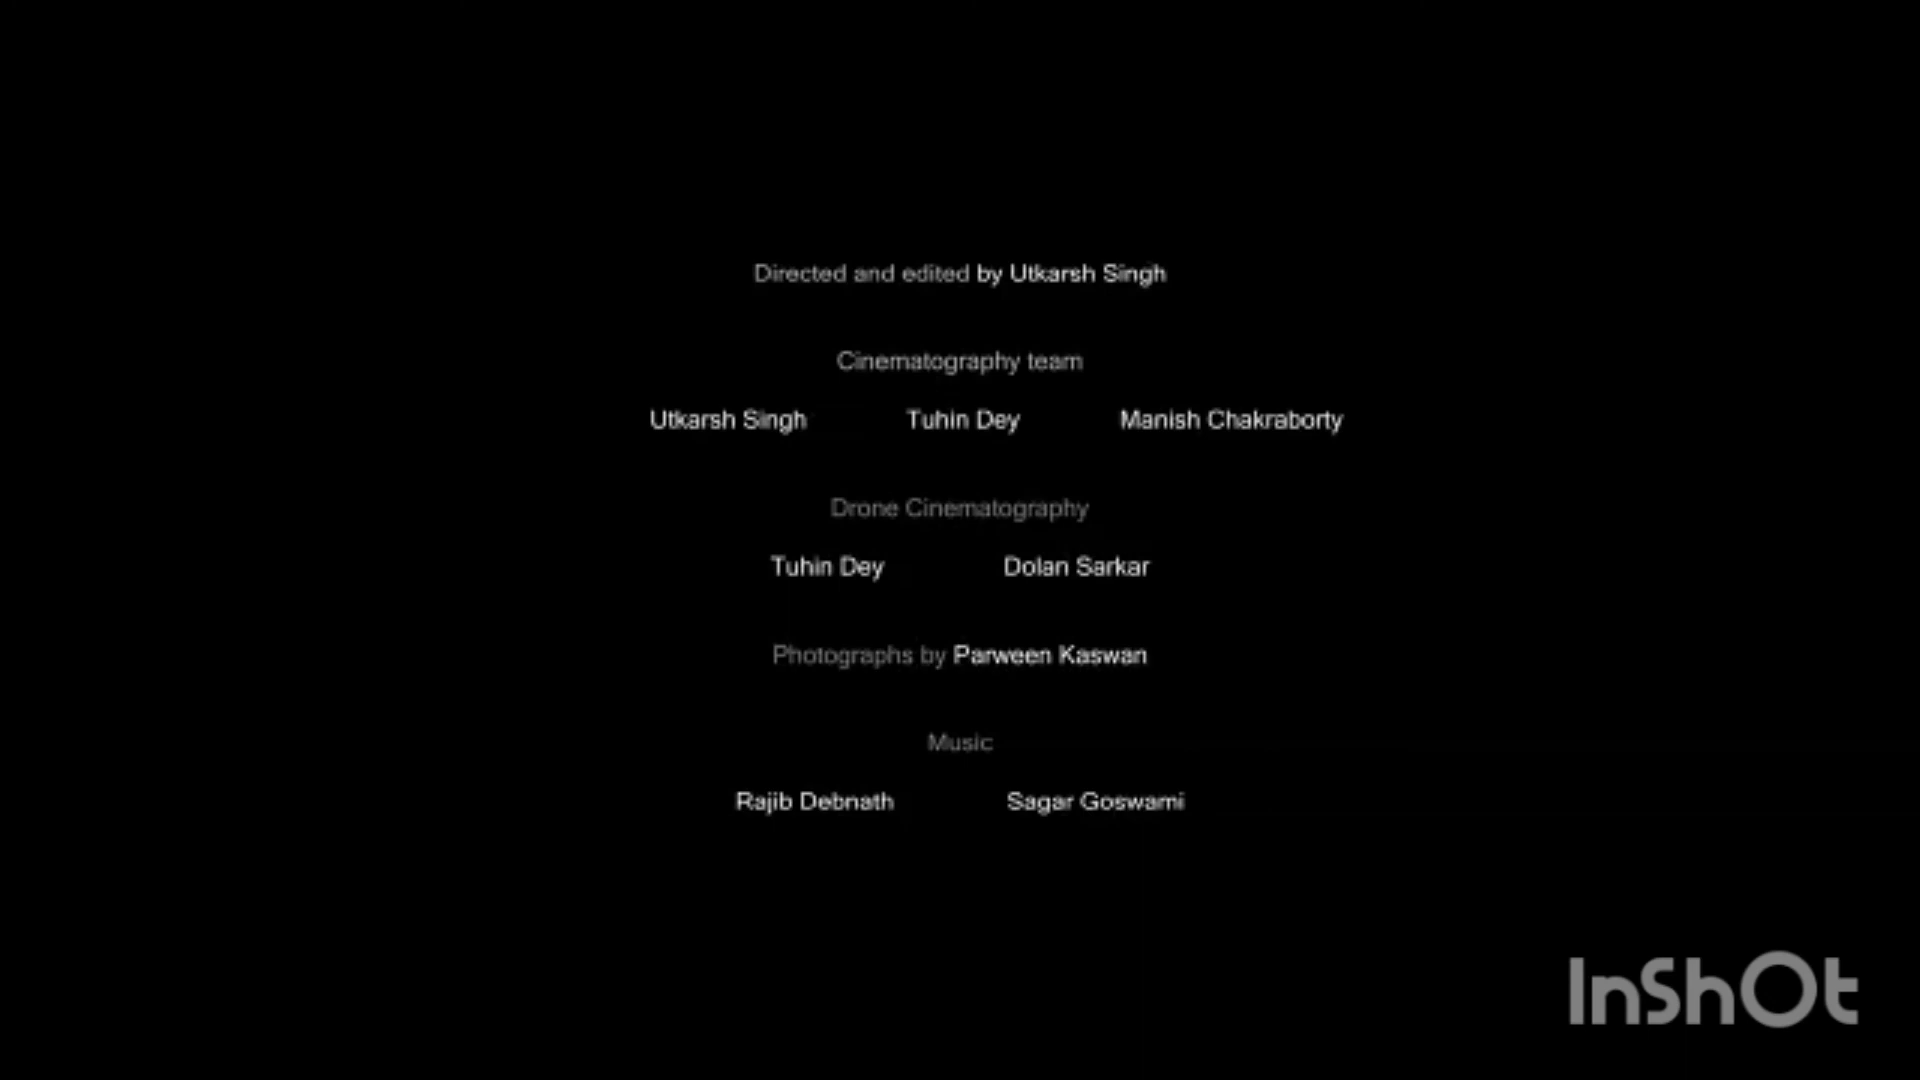 Directed and edited by Utkarsh Singh
Cinematography team
Utkarsh Singh Tuhin Dey Manish Chakraborty
Drone Cinematography
Tuhin Dey Dolan Sarkar
Photographs by Parween Kaswan
Music
Rajib Debnath Sagar Goswami
InShOt